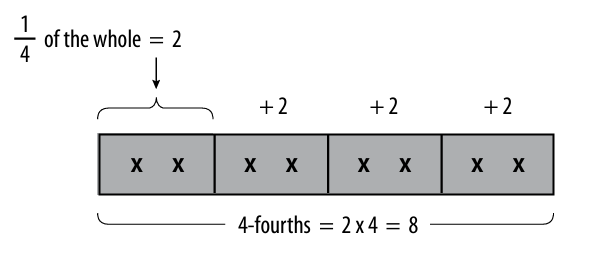 1/4 of the whole = 2
+ 2 + 2 + 2
x x x x x x x x
4-fourths = 2 x 4 = 8